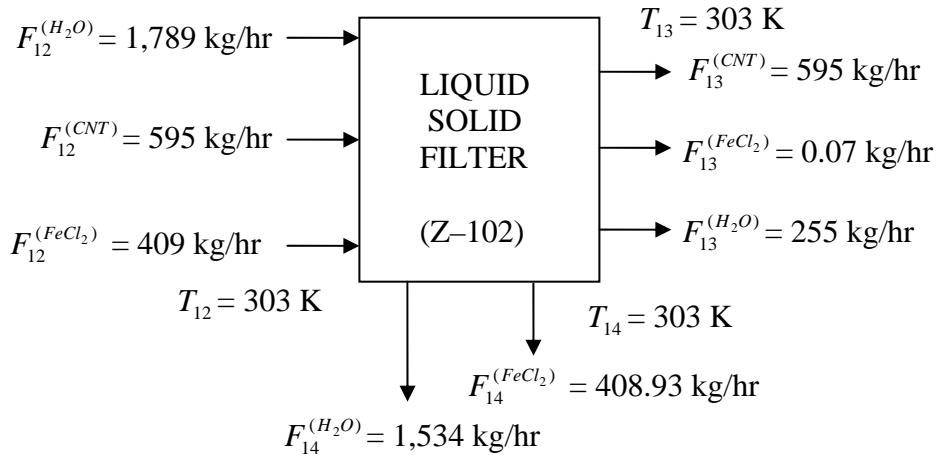 T₁₃ = 303 K
F₁₂^(H₂O) = 1,789 kg/hr
F₁₃^(CNT) = 595 kg/hr
LIQUID
SOLID
FILTER
(Z–102)
F₁₂^(CNT) = 595 kg/hr
F₁₃^(FeCl₂) = 0.07 kg/hr
F₁₂^(FeCl₂) = 409 kg/hr
F₁₃^(H₂O) = 255 kg/hr
T₁₂ = 303 K
T₁₄ = 303 K
F₁₄^(FeCl₂) = 408.93 kg/hr
F₁₄^(H₂O) = 1,534 kg/hr